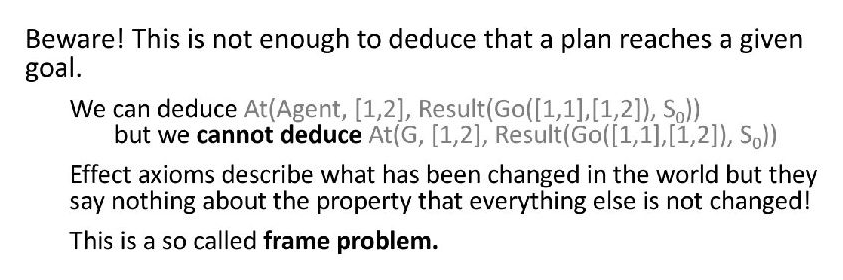 Beware! This is not enough to deduce that a plan reaches a given
goal.
We can deduce At(Agent, [1,2], Result(Go([1,1],[1,2]), S₀))
but we cannot deduce At(G, [1,2], Result(Go([1,1],[1,2]), S₀))
Effect axioms describe what has been changed in the world but they
say nothing about the property that everything else is not changed!
This is a so called frame problem.